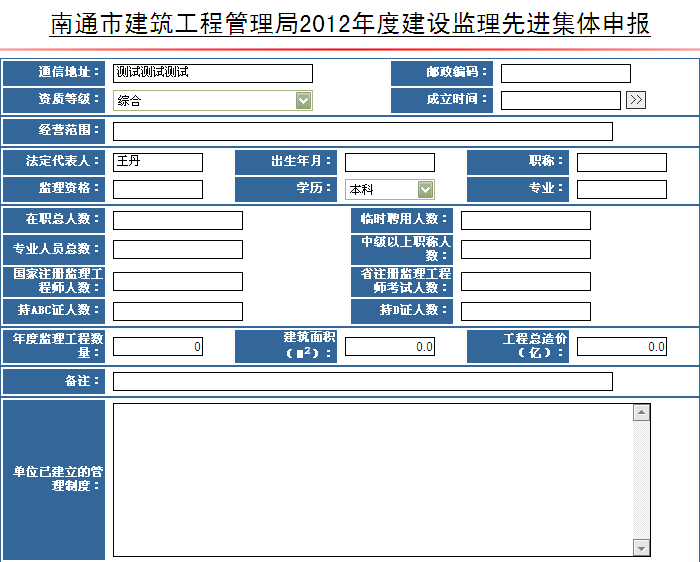 南通市建筑工程管理局2012年度建设监理先进集体申报
通信地址： 测试测试测试 邮政编码：
资质等级： 综合 成立时间： >>
经营范围：
法定代表人： 王丹 出生年月： 职称：
监理资格： 学历： 本科 专业：
在职总人数： 临时聘用人数：
专业人员总数： 中级以上职称人
数：
国家注册监理工
程师人数： 省注册监理工程
师考试人数：
持ABC证人数： 持D证人数：
年度监理工程数
量： 0 建筑面积
（m²）： 0.0 工程总造价
（亿）： 0.0
备注：
单位已建立的管
理制度：